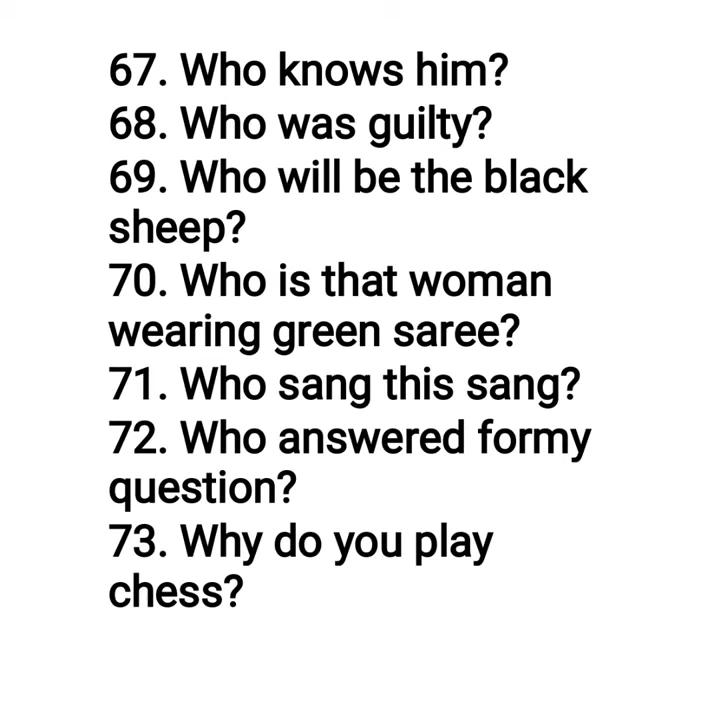 67. Who knows him?
68. Who was guilty?
69. Who will be the black
sheep?
70. Who is that woman
wearing green saree?
71. Who sang this sang?
72. Who answered formy
question?
73. Why do you play
chess?